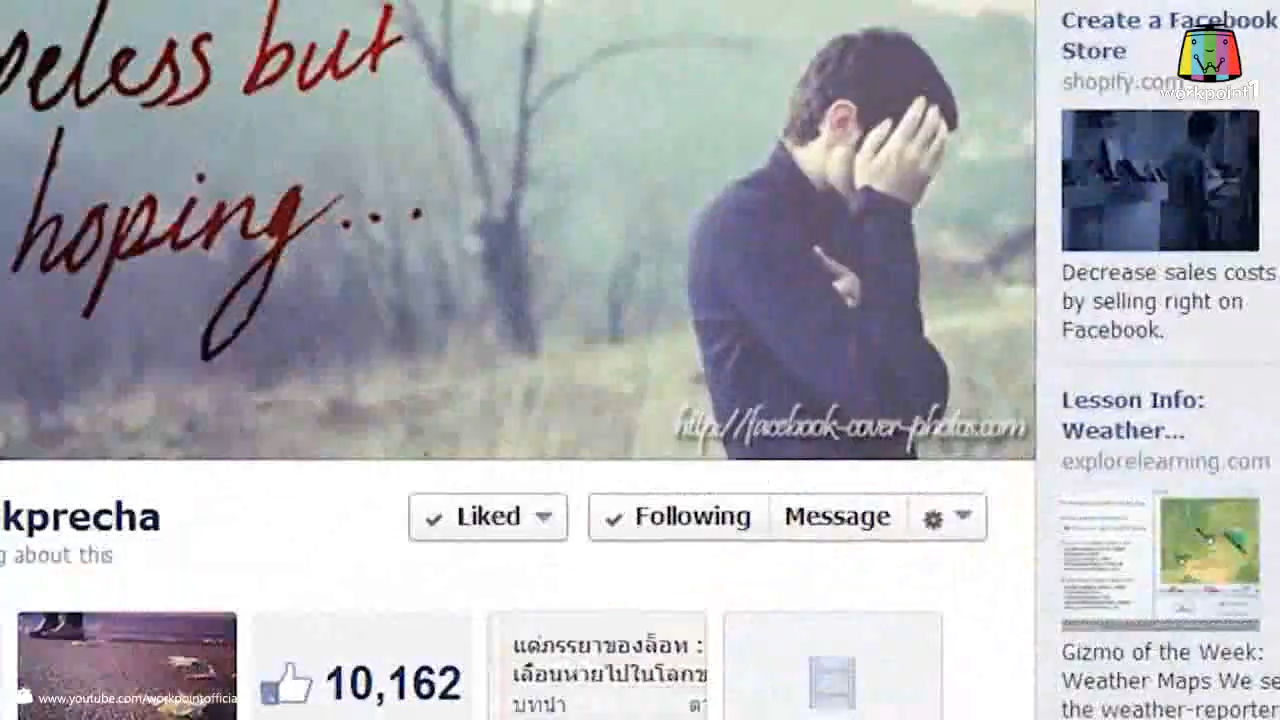 eless but
hoping...
http://facebook-cover-photos.com
kprecha
g about this
Liked
Following
Message
10,162
แด่ภรรยาของล็อท :
เลือนหายไปในโลกข
บทนำ
www.youtube.com/workpointofficia
Create a Facebook
Store
shopify.com
workpoint1
Decrease sales costs
by selling right on
Facebook.
Lesson Info:
Weather...
explorelearning.com
Gizmo of the Week:
Weather Maps We se
the weather-reporter